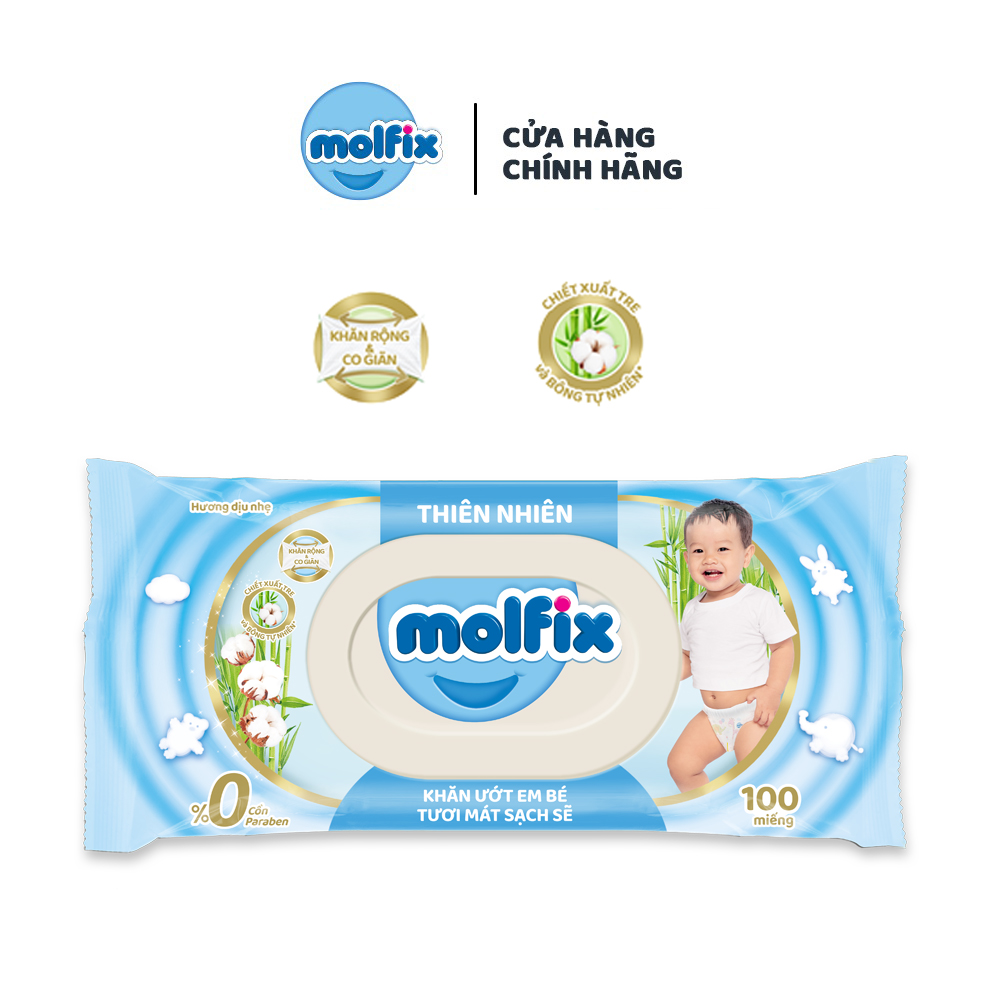 molfix
CỬA HÀNG
CHÍNH HÃNG
KHĂN RỘNG
&
CO GIÃN
CHIẾT XUẤT TRE
và BÔNG TỰ NHIÊN*
Hương dịu nhẹ
THIÊN NHIÊN
KHĂN RỘNG
&
CO GIÃN
CHIẾT XUẤT TRE
và BÔNG TỰ NHIÊN*
molfix
%0 Cồn
Paraben
KHĂN ƯỚT EM BÉ
TƯƠI MÁT SẠCH SẼ
100
miếng